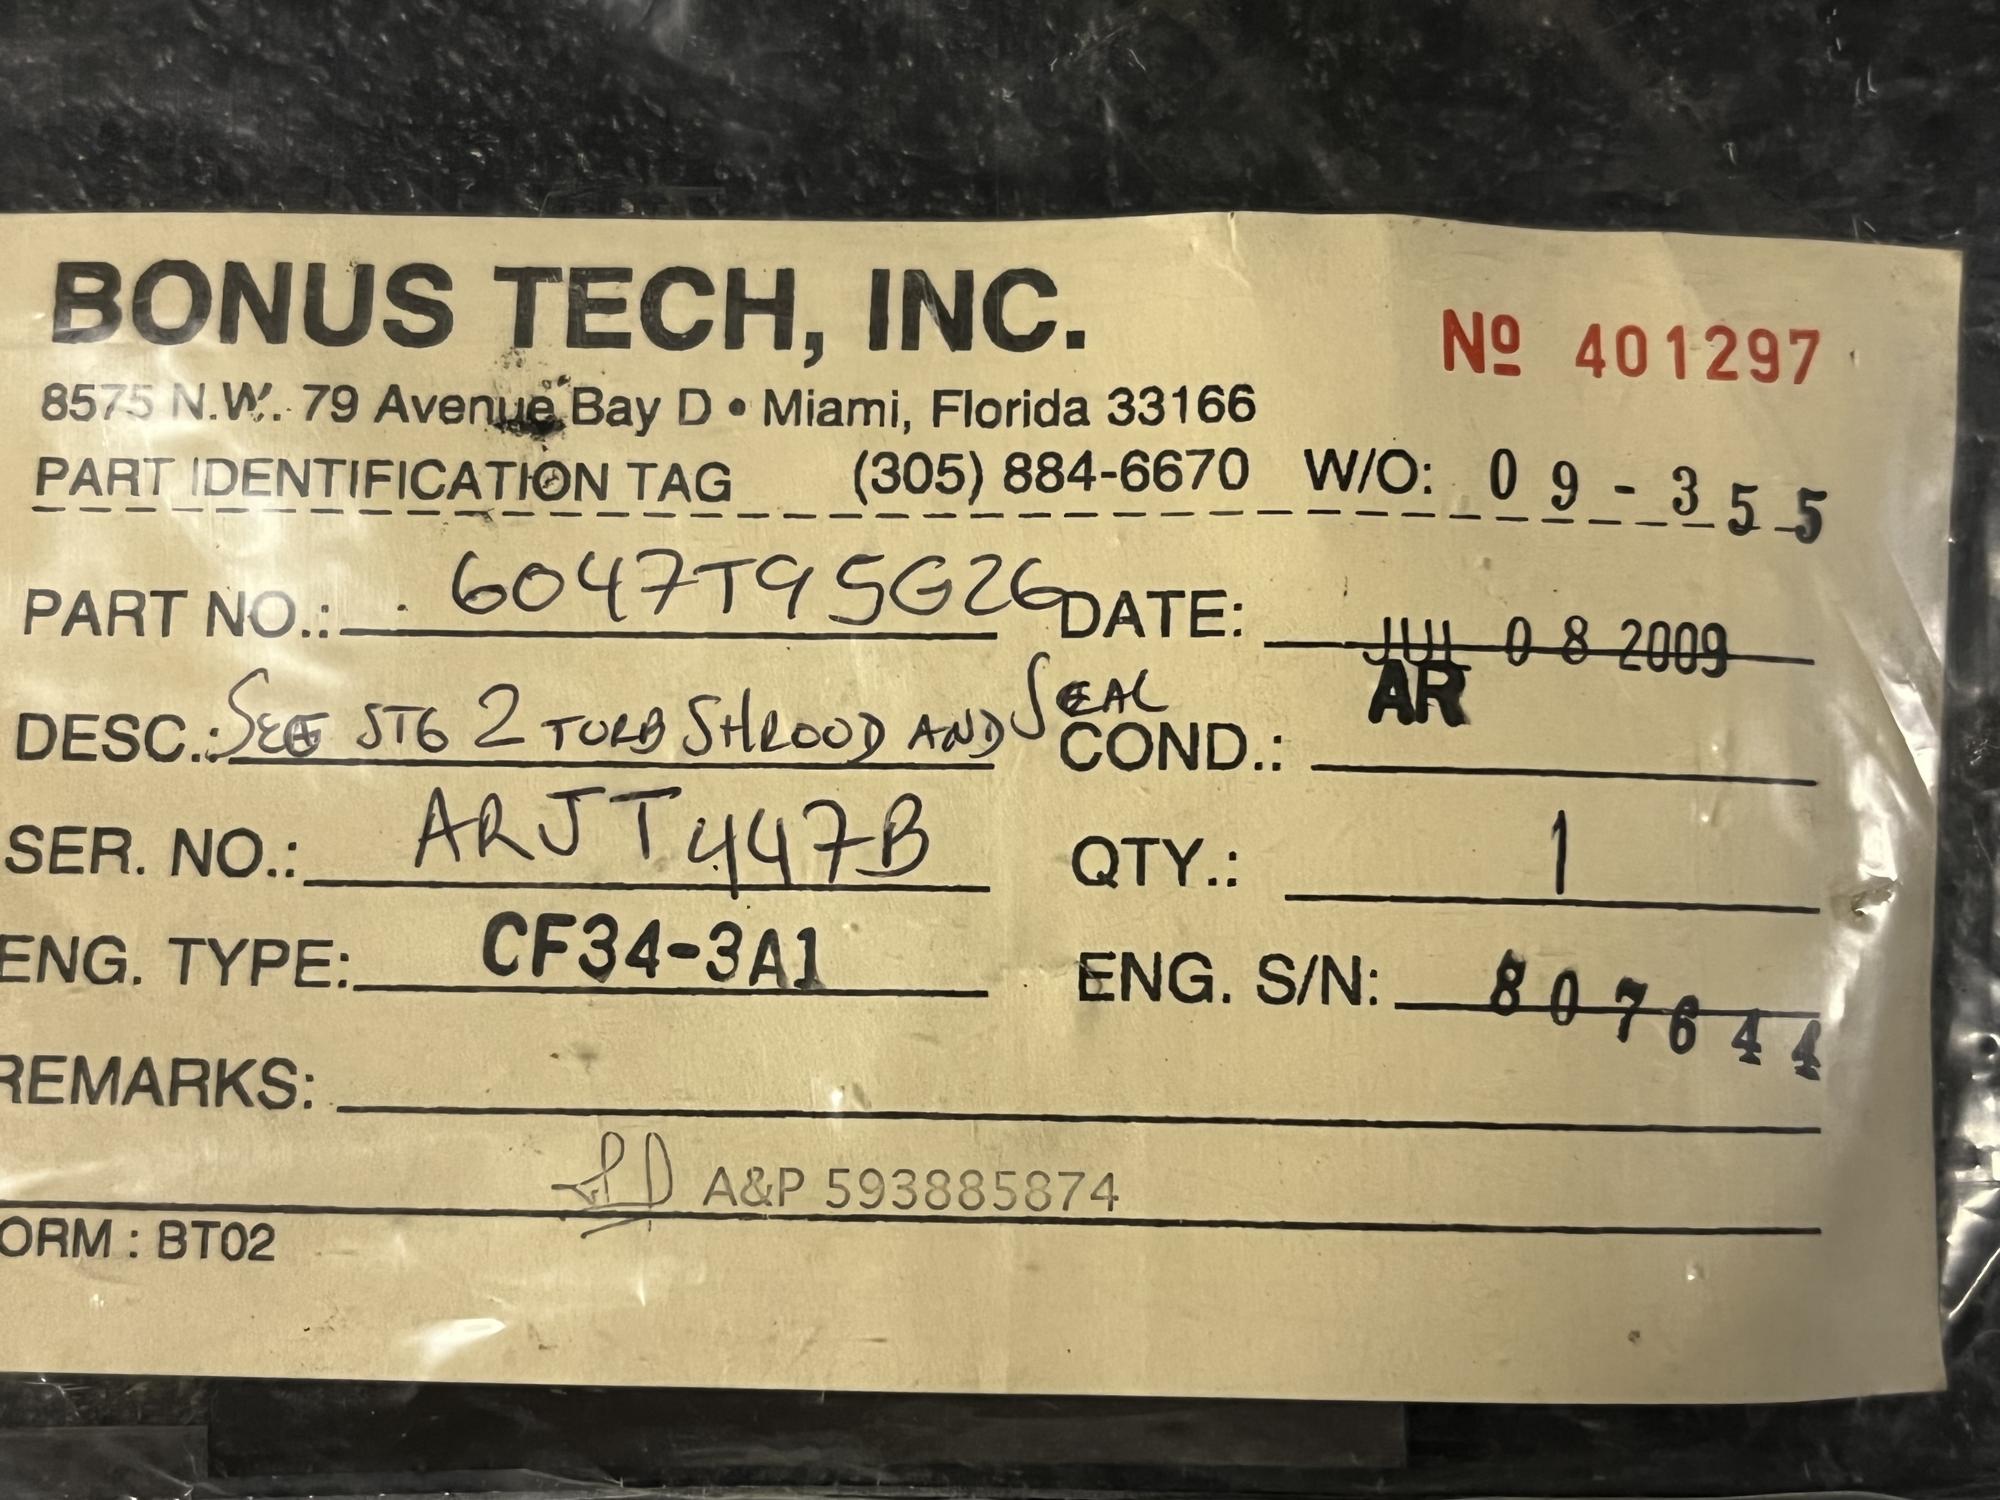 BONUS TECH, INC.
Nº 401297
8575 N.W. 79 Avenue Bay D • Miami, Florida 33166
PART IDENTIFICATION TAG (305) 884-6670 W/O: 09-355
PART NO.: 6047T95G26 DATE: JUL 08 2009
DESC.: SEG STG 2 TURB SHROOD AND SEAL COND.: AR
SER. NO.: ARJT447B QTY.: 1
ENG. TYPE: CF34-3A1 ENG. S/N: 807644
REMARKS:
A&P 593885874
ORM : BT02